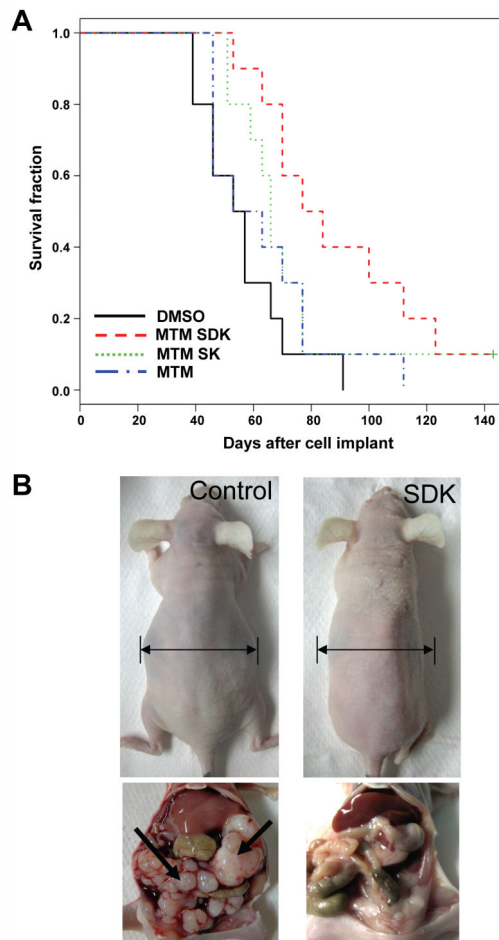 A
1.0
0.8
0.6
0.4
0.2
0.0
Survival fraction
DMSO
MTM SDK
MTM SK
MTM
0 20 40 60 80 100 120 140
Days after cell implant
B
Control SDK